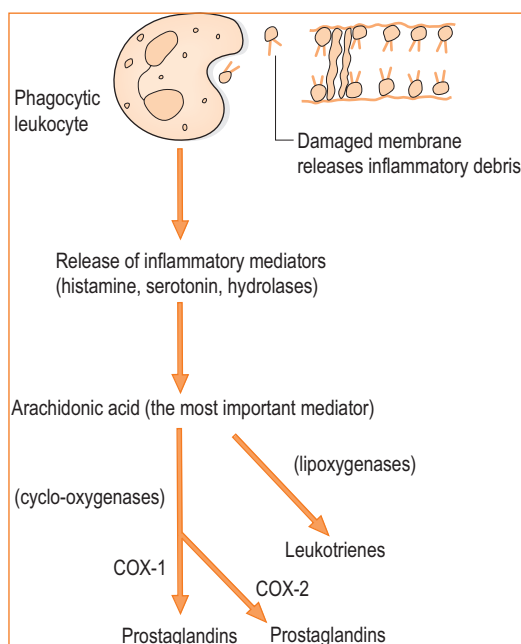 Phagocytic
leukocyte
Damaged membrane
releases inflammatory debris
Release of inflammatory mediators
(histamine, serotonin, hydrolases)
Arachidonic acid (the most important mediator)
(lipoxygenases)
(cyclo-oxygenases)
Leukotrienes
COX-1
COX-2
Prostaglandins
Prostaglandins